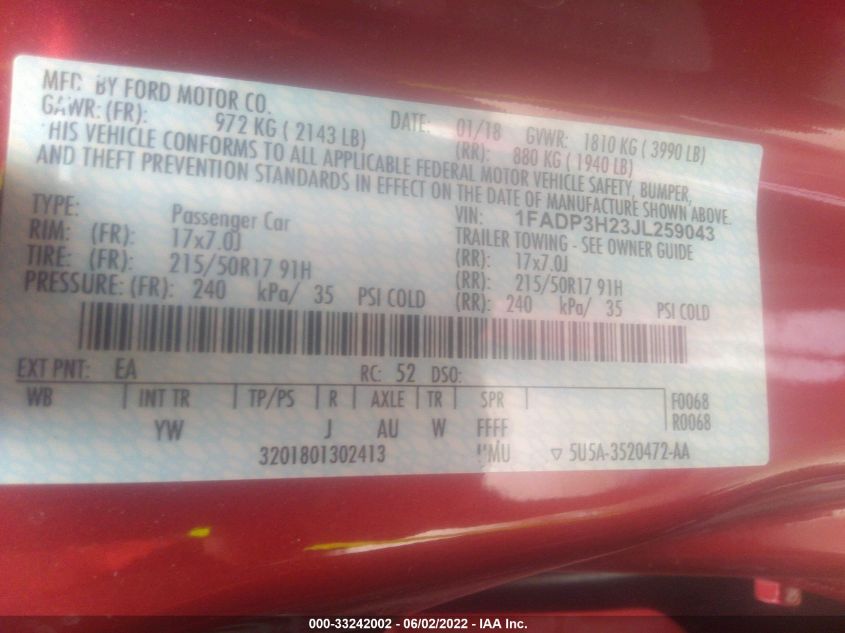 MFD. BY FORD MOTOR CO.
DATE: 01/18 GVWR: 1810 KG ( 3990 LB)
GAWR: (FR): 972 KG ( 2143 LB) (RR): 880 KG ( 1940 LB)
THIS VEHICLE CONFORMS TO ALL APPLICABLE FEDERAL MOTOR VEHICLE SAFETY, BUMPER,
AND THEFT PREVENTION STANDARDS IN EFFECT ON THE DATE OF MANUFACTURE SHOWN ABOVE.
VIN: 1FADP3H23JL259043
TYPE: Passenger Car TRAILER TOWING - SEE OWNER GUIDE
RIM: (FR): 17x7.0J (RR): 17x7.0J
TIRE: (FR): 215/50R17 91H (RR): 215/50R17 91H
PRESSURE: (FR): 240 kPa/ 35 PSI COLD (RR): 240 kPa/ 35 PSI COLD
EXT PNT: EA RC: 52 DSO:
WB INT TR TP/PS R AXLE TR SPR F0068
YW J AU W FFFF R0068
3201801302413 5U5A-3520472-AA
000-33242002 - 06/02/2022 - IAA Inc.